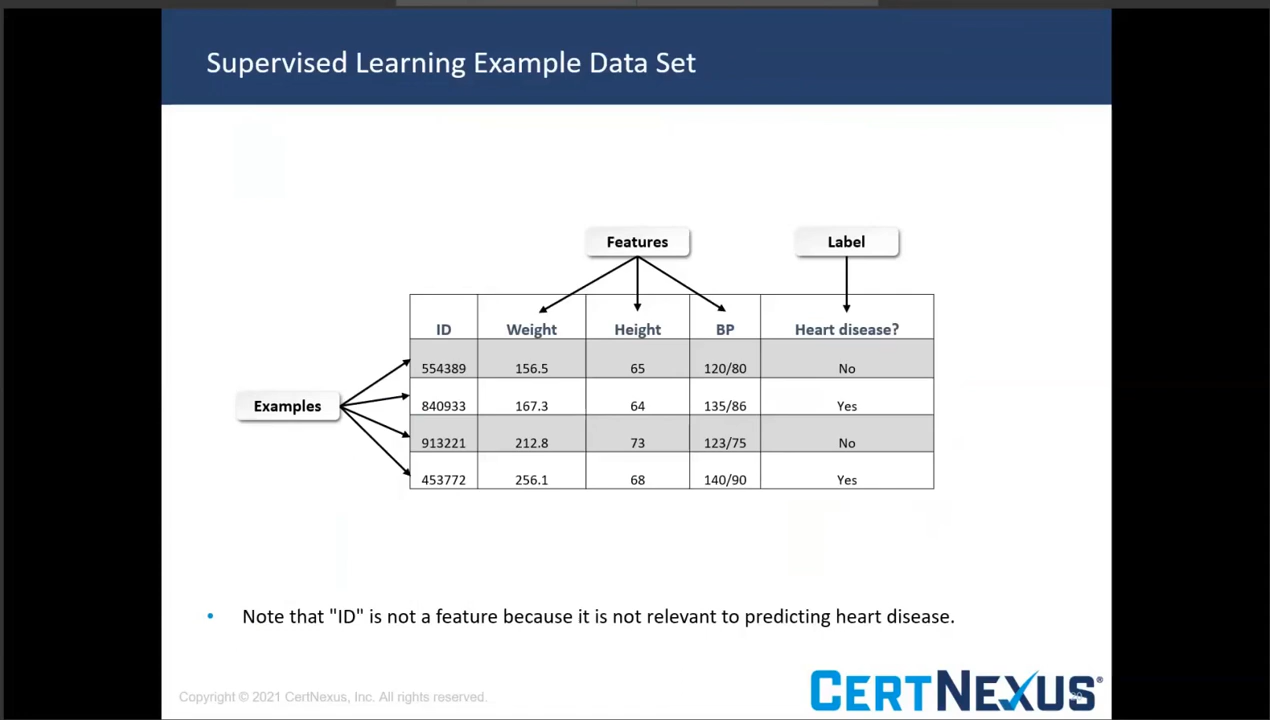 Supervised Learning Example Data Set
Features Label
ID Weight Height BP Heart disease?
554389 156.5 65 120/80 No
Examples
840933 167.3 64 135/86 Yes
913221 212.8 73 123/75 No
453772 256.1 68 140/90 Yes
• Note that "ID" is not a feature because it is not relevant to predicting heart disease.
Copyright © 2021 CertNexus, Inc. All rights reserved.
CERTNEXUS®